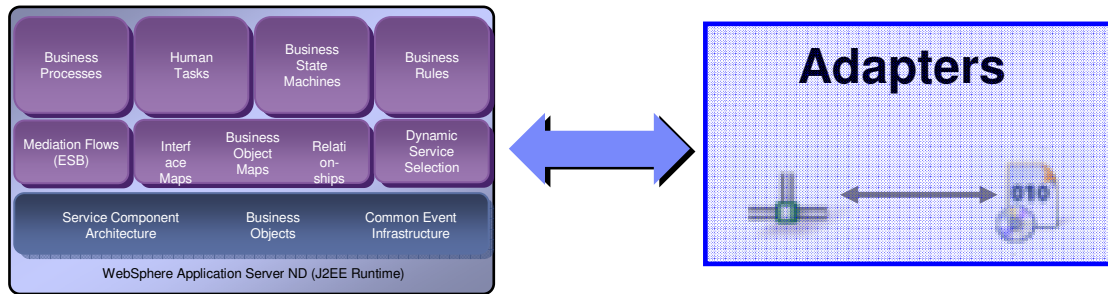 Business
Processes
Human
Tasks
Business
State
Machines
Business
Rules
Mediation Flows
(ESB)
Interf
ace
Maps
Business
Object
Maps
Relati
on-
ships
Dynamic
Service
Selection
Service Component
Architecture
Business
Objects
Common Event
Infrastructure
WebSphere Application Server ND (J2EE Runtime)
Adapters
010